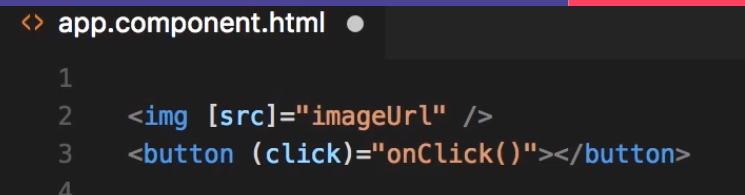 <> app.component.html ●
1
2 <img [src]="imageUrl" />
3 <button (click)="onClick()"></button>
4